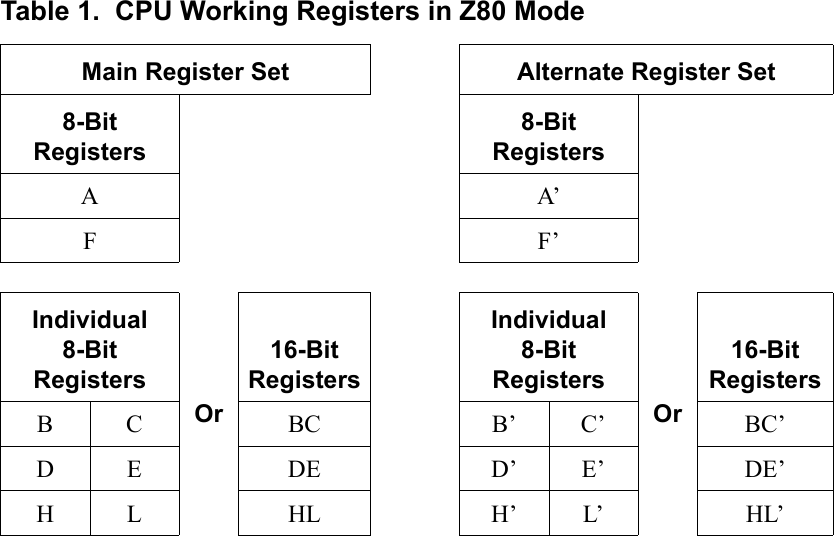 Table 1.  CPU Working Registers in Z80 Mode
Main Register Set
8-Bit
Registers
A
F
Individual
8-Bit
Registers
B C
D E
H L
Or
16-Bit
Registers
BC
DE
HL
Alternate Register Set
8-Bit
Registers
A’
F’
Individual
8-Bit
Registers
B’ C’
D’ E’
H’ L’
Or
16-Bit
Registers
BC’
DE’
HL’